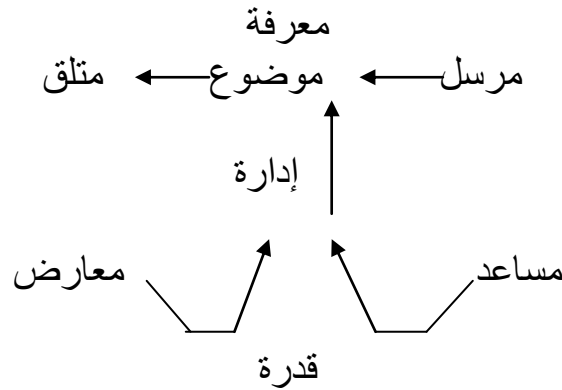 معرفة
مرسل موضوع متلق
إدارة
مساعد معارض
قدرة